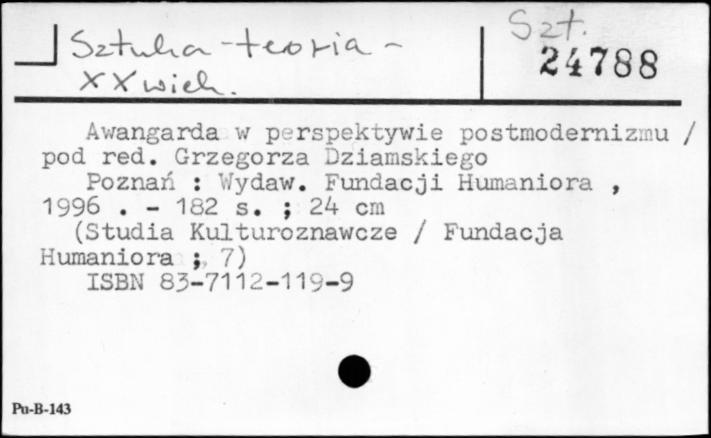 Sztuka - teoria -
XX wiek.
Szt.
24788
Awangarda w perspektywie postmodernizmu /
pod red. Grzegorza Dziamskiego
Poznań : Wydaw. Fundacji Humaniora ,
1996 . - 182 s. ; 24 cm
(Studia Kulturoznawcze / Fundacja
Humaniora ; 7)
ISBN 83-7112-119-9
Pu-B-143